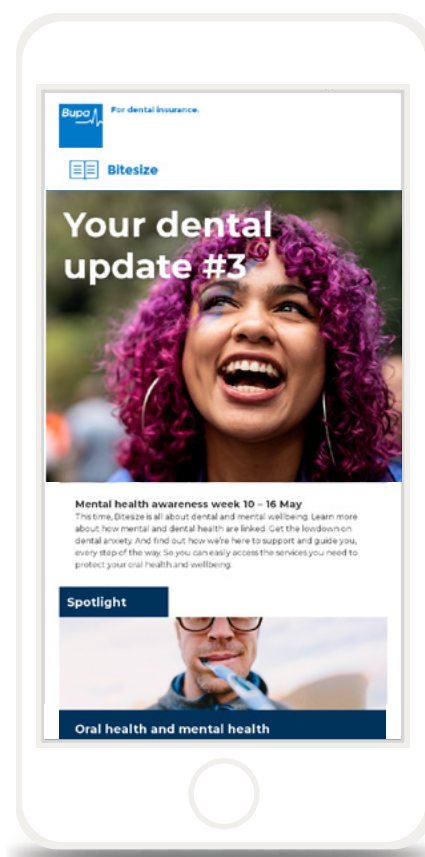 Bupa
For dental insurance.
Bitesize
Your dental
update #3
Mental health awareness week 10 – 16 May
This time, Bitesze is all about dental and mental wellbeing. Learn more
about how mental and dental health are linked. Get the lowdown on
dental anxiety. And find out how we're here to support and guide you,
every step of the way. So you can easily access the services you need to
protect your oral health and wellbeing.
Spotlight
Oral health and mental health